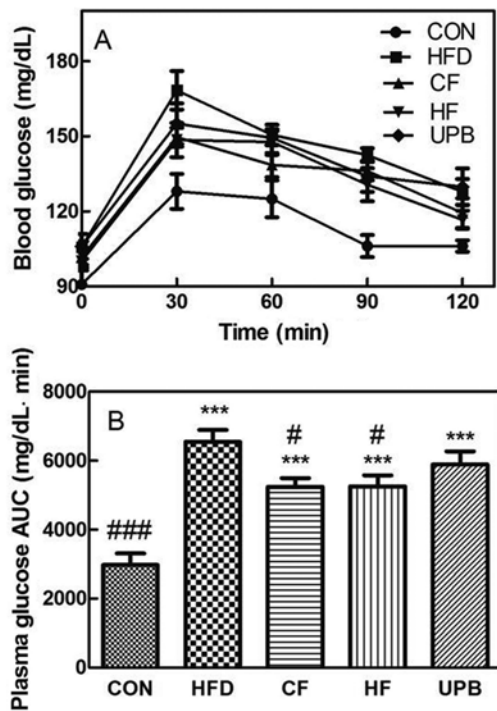 A
CON
HFD
CF
HF
UPB
Blood glucose (mg/dL)
180
150
120
90
0 30 60 90 120
Time (min)
B
Plasma glucose AUC (mg/dL· min)
8000
6000
4000
2000
0
###
***
#
***
#
***
***
CON HFD CF HF UPB